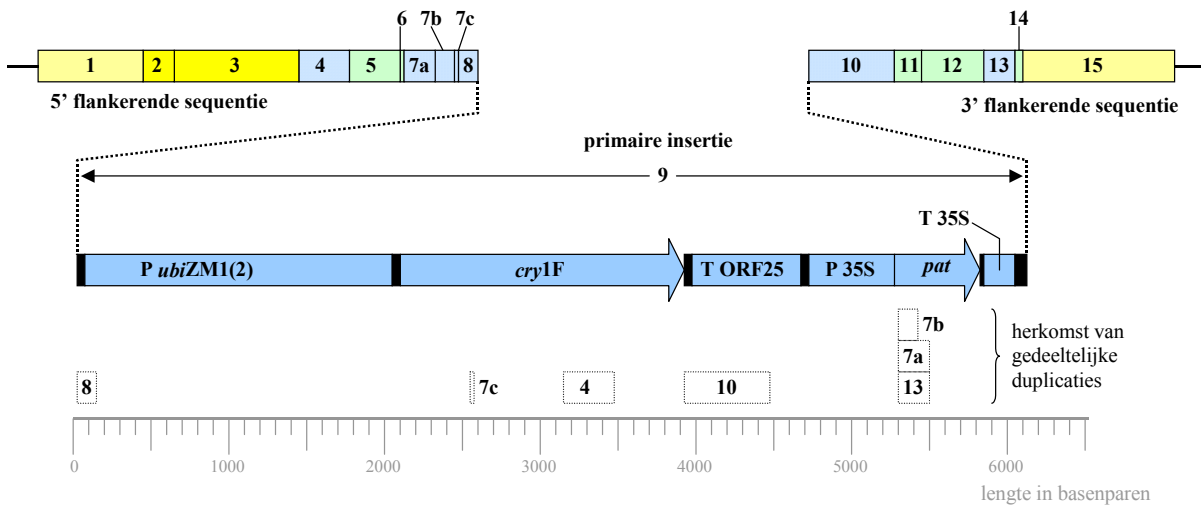 6 7b 7c 14
1 2 3 4 5 7a 8 10 11 12 13 15
5’ flankerende sequentie 3’ flankerende sequentie
primaire insertie
9
T 35S
P ubiZM1(2) cry1F T ORF25 P 35S pat
7b
7a
8 7c 4 10 13
herkomst van
gedeeltelijke
duplicaties
0 1000 2000 3000 4000 5000 6000
lengte in basenparen